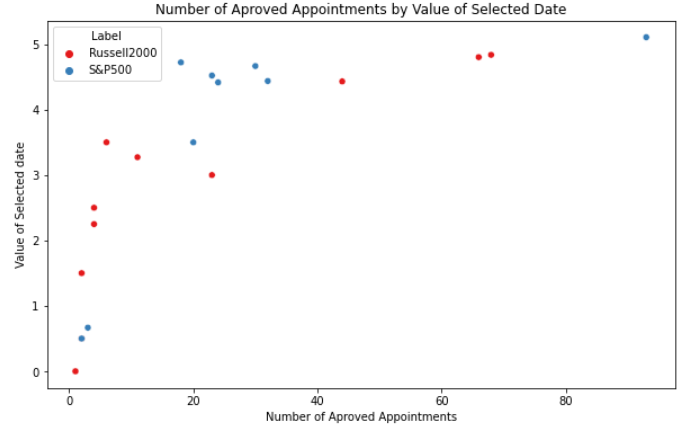 Number of Aproved Appointments by Value of Selected Date
Label
Russell2000
S&P500
Value of Selected date
5
4
3
2
1
0
0 20 40 60 80
Number of Aproved Appointments